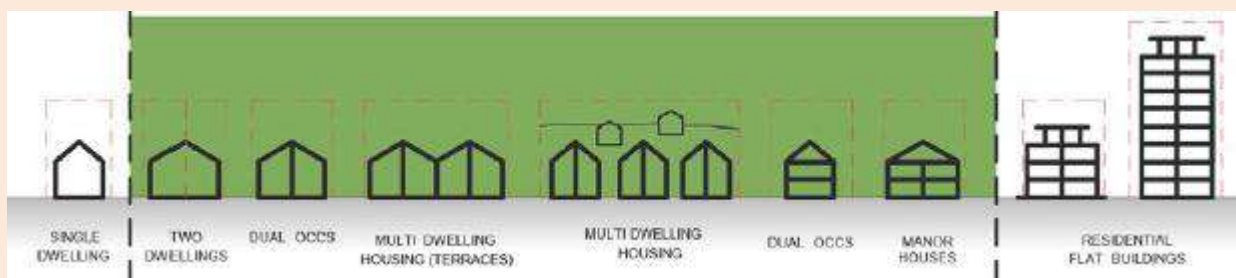 SINGLE
DWELLING
TWO
DWELLINGS
DUAL OCCS
MULTI DWELLING
HOUSING (TERRACES)
MULTI DWELLING
HOUSING
DUAL OCCS
MANOR
HOUSES
RESIDENTIAL
FLAT BUILDINGS